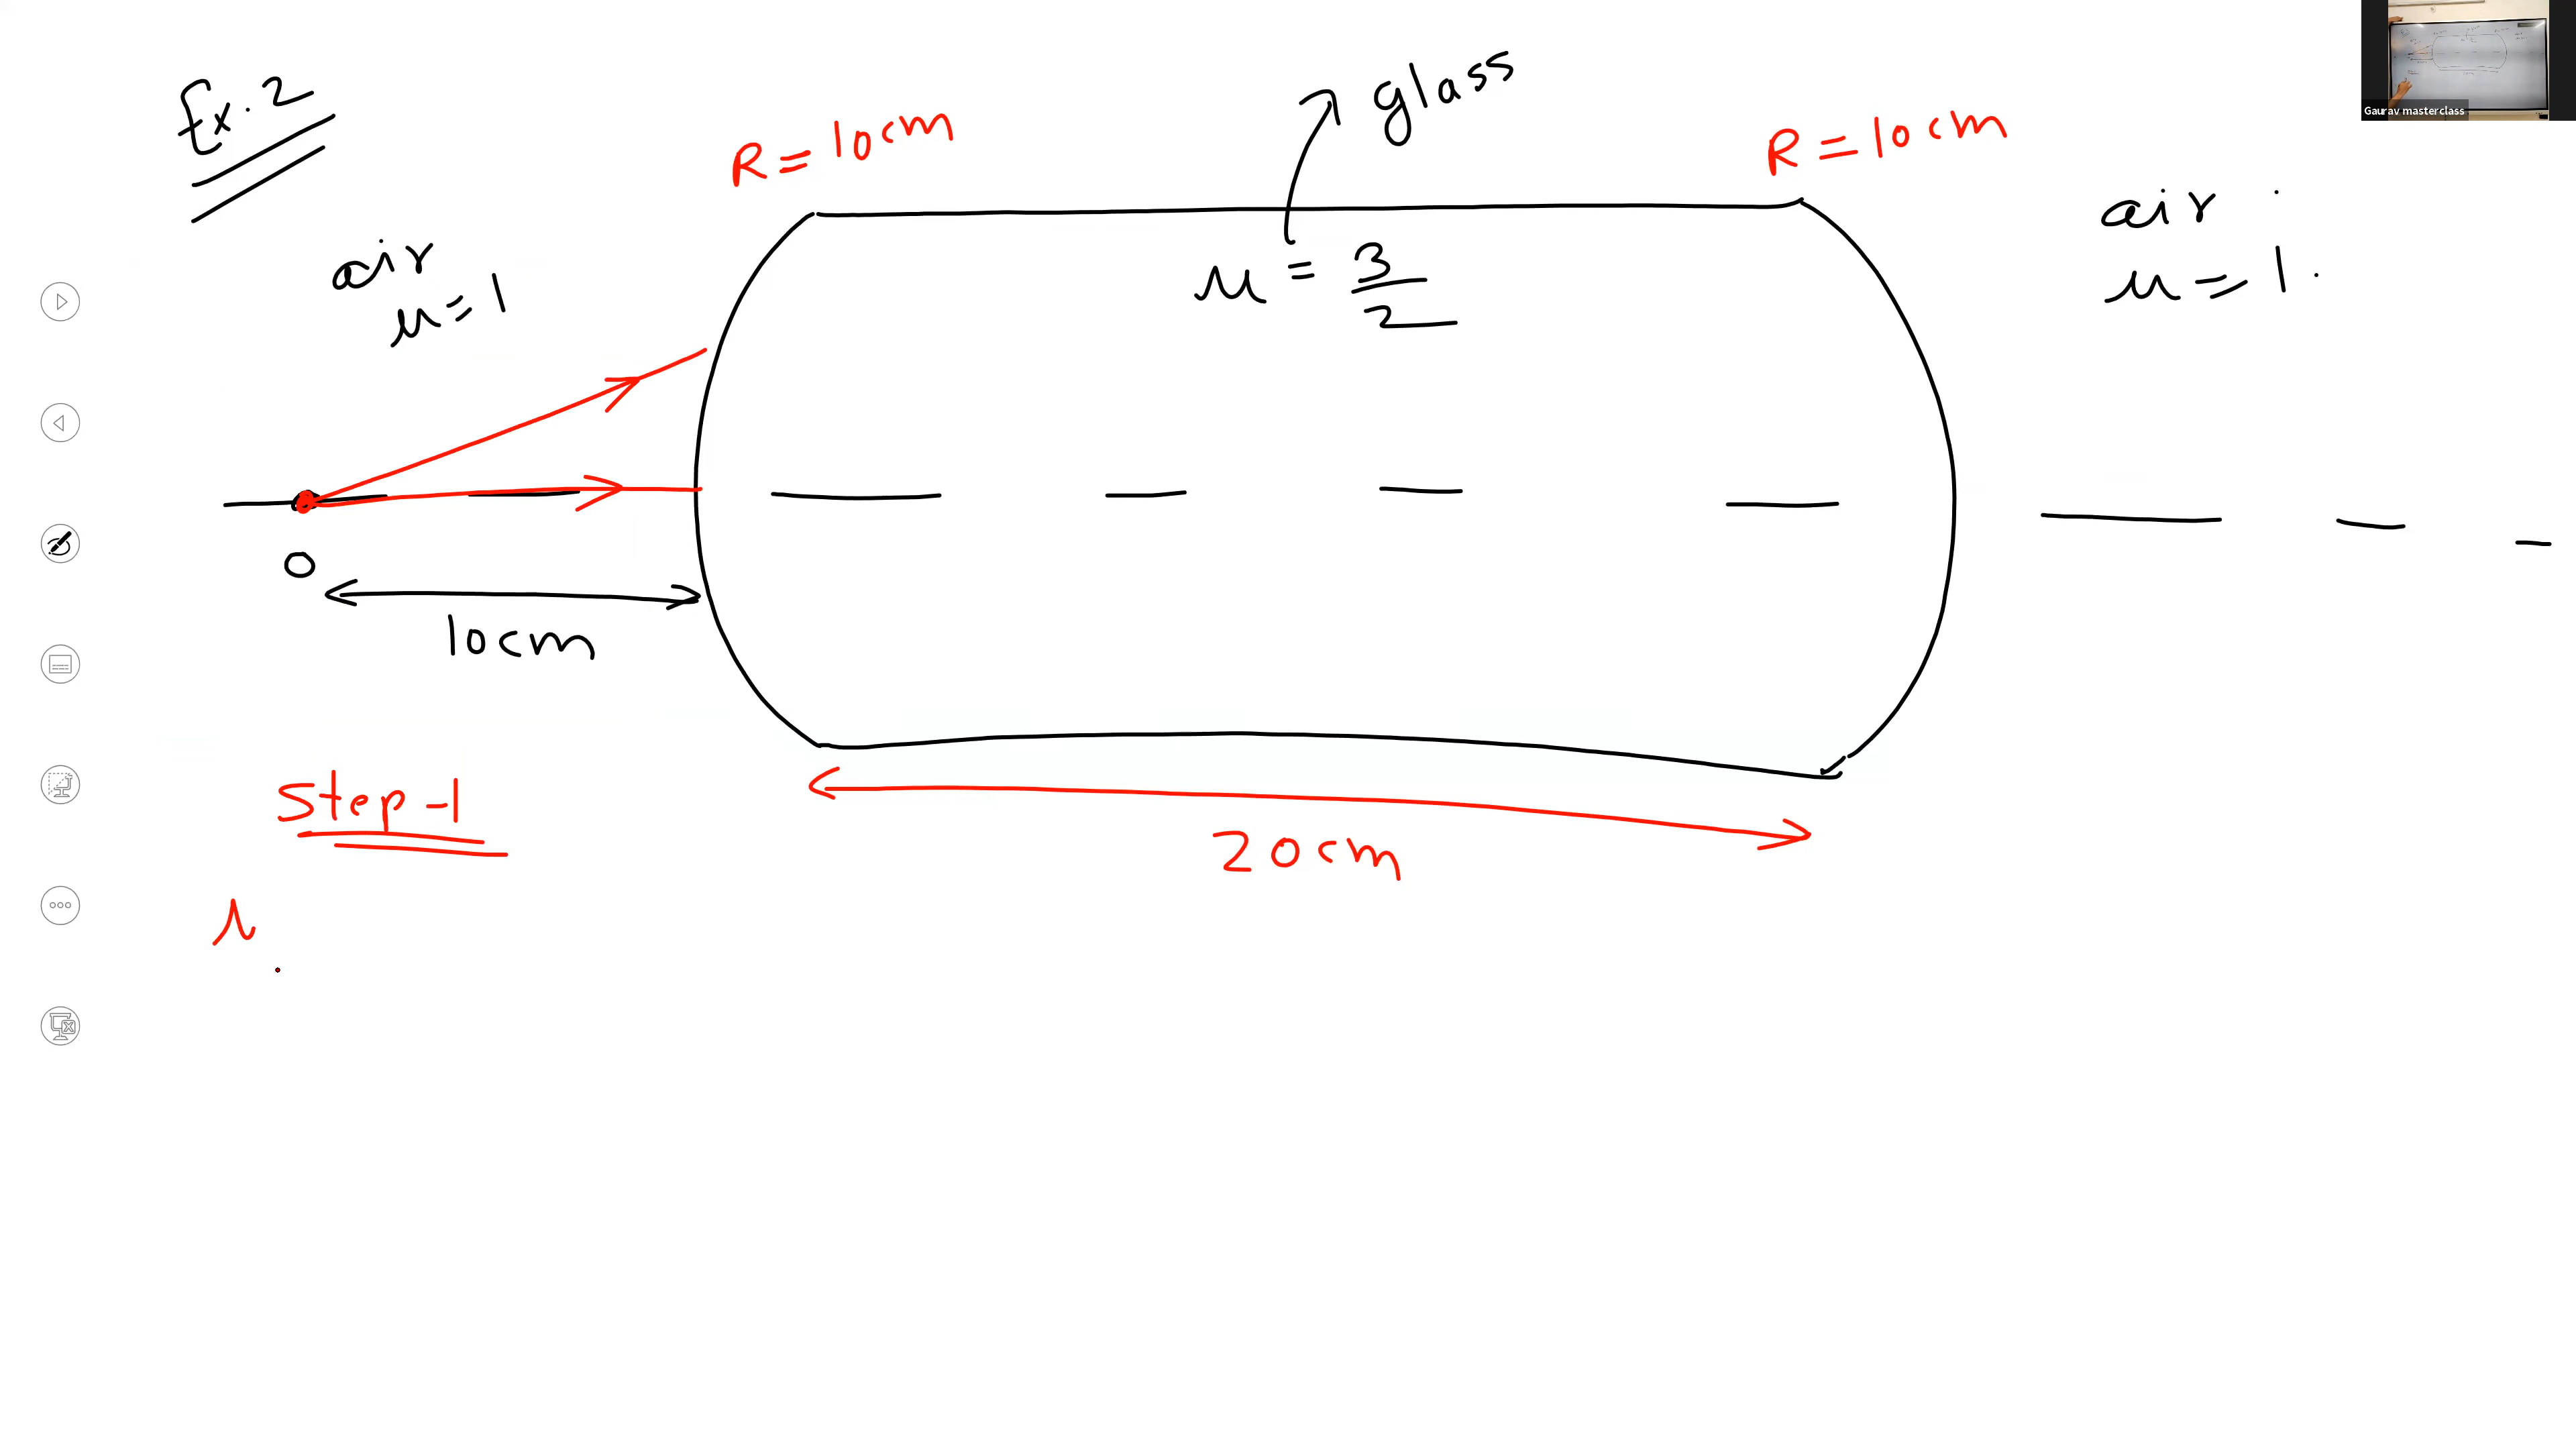 Ex. 2
glass
R = 10cm
R = 10cm
air
μ = 1
μ = 3/2
air
μ = 1
O
10cm
20cm
Step-1
μ
Gaurav masterclass